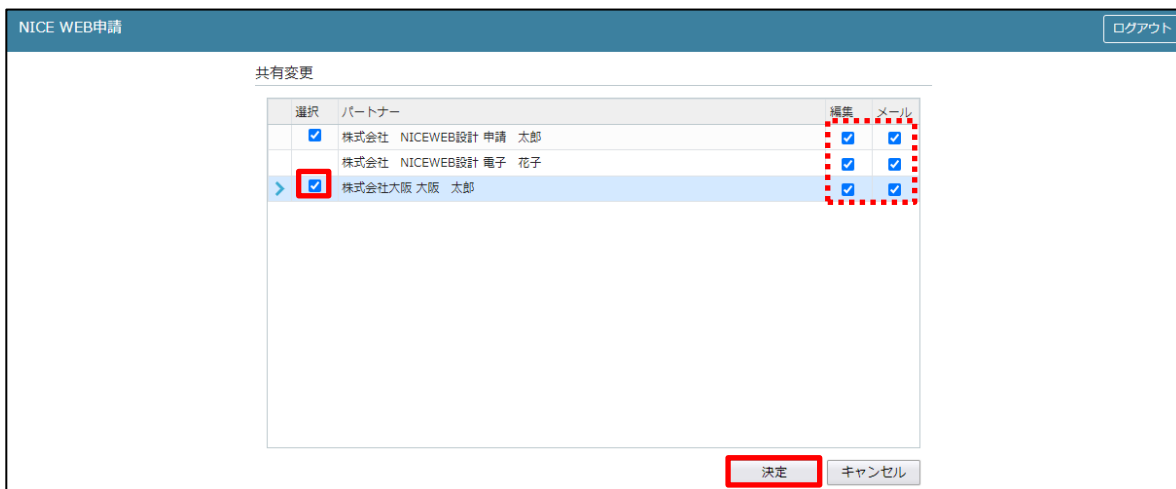 NICE WEB申請 ログアウト
共有変更
選択 パートナー 編集 メール
株式会社 NICEWEB設計 申請 太郎
株式会社 NICEWEB設計 電子 花子
株式会社大阪 大阪 太郎
決定 キャンセル